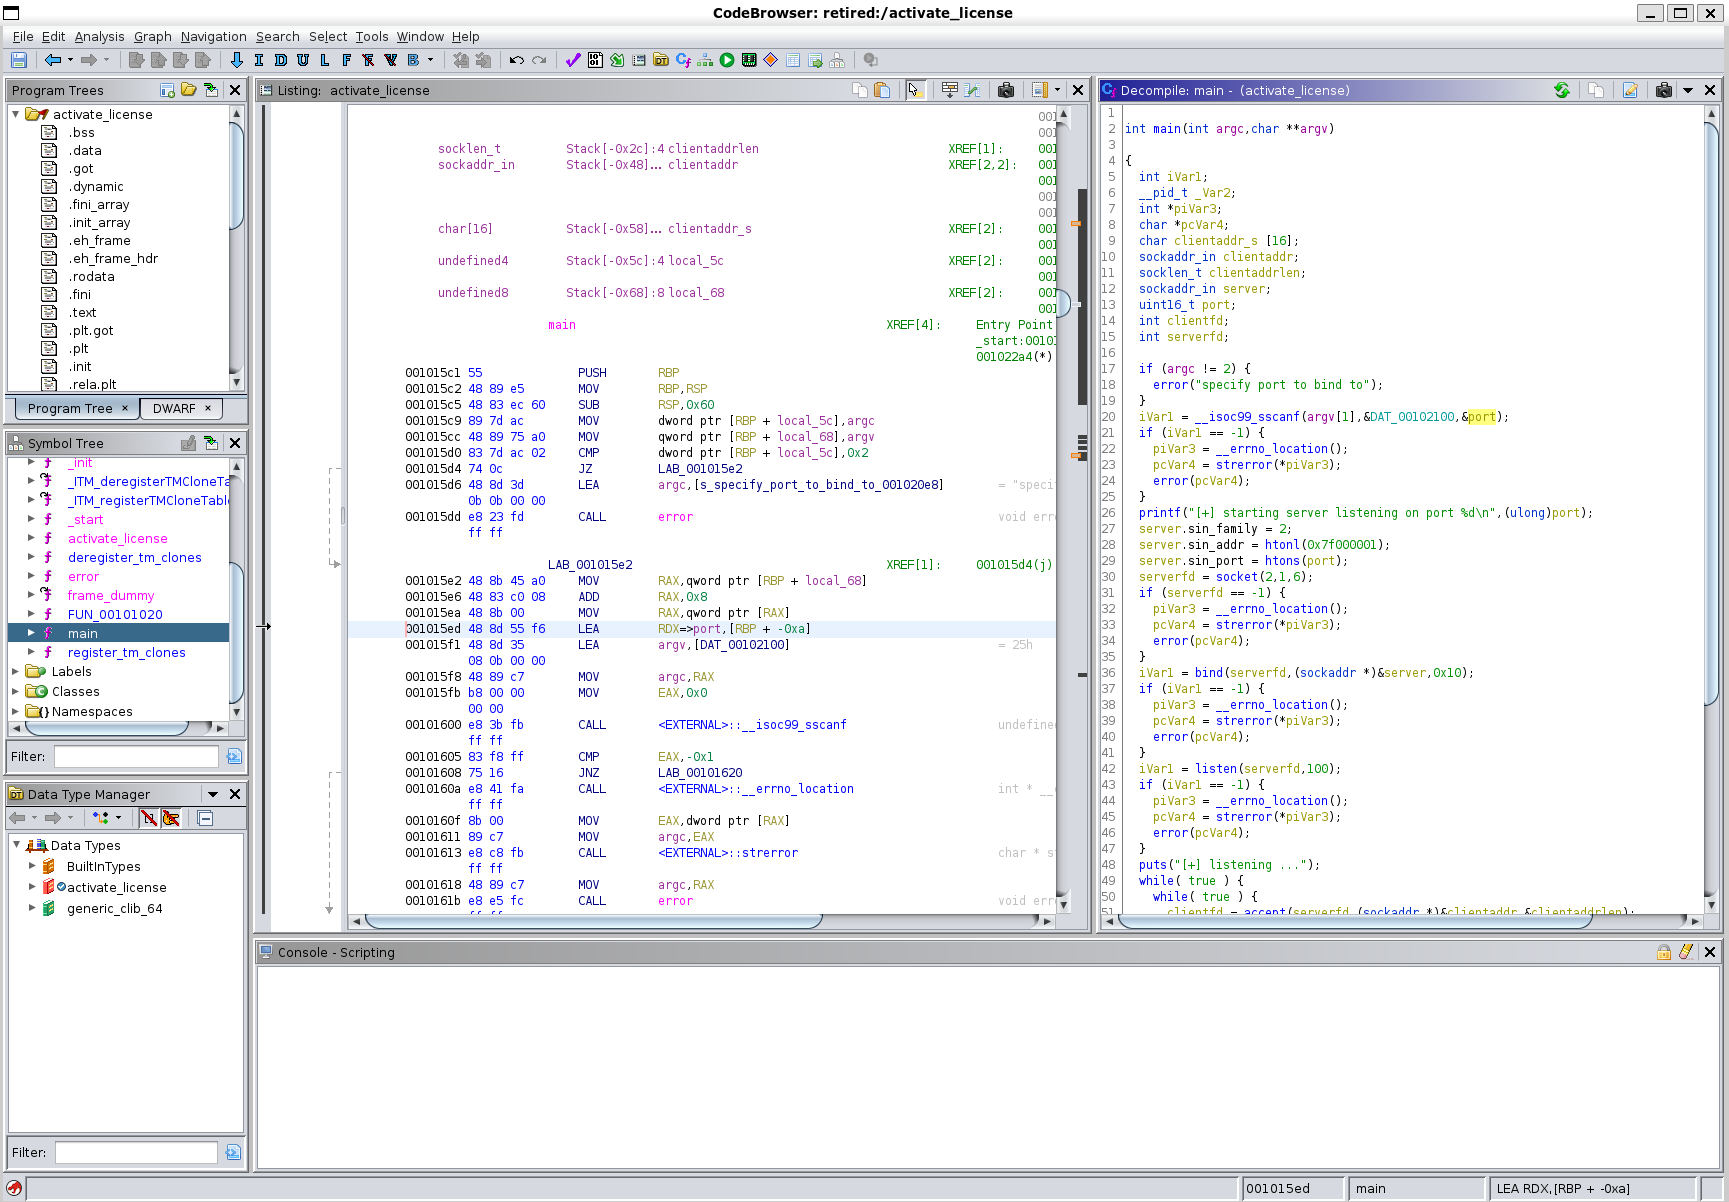 CodeBrowser: retired:/activate_license
File Edit Analysis Graph Navigation Search Select Tools Window Help
I D U L F F V B
Program Trees
activate_license
.bss
.data
.got
.dynamic
.fini_array
.init_array
.eh_frame
.eh_frame_hdr
.rodata
.fini
.text
.plt.got
.plt
.init
.rela.plt
Program Tree × DWARF ×
Symbol Tree
_init
_ITM_deregisterTMCloneTa
_ITM_registerTMCloneTabl
_start
activate_license
deregister_tm_clones
error
frame_dummy
FUN_00101020
main
register_tm_clones
Labels
Classes
Namespaces
Filter:
Data Type Manager
Data Types
BuiltInTypes
activate_license
generic_clib_64
Filter:
Listing: activate_license
001
001
socklen_t Stack[-0x2c]:4 clientaddrlen XREF[1]: 001
sockaddr_in Stack[-0x48]... clientaddr XREF[2,2]: 001
001
001
001
char[16] Stack[-0x58]... clientaddr_s XREF[2]: 001
001
undefined4 Stack[-0x5c]:4 local_5c XREF[2]: 001
001
undefined8 Stack[-0x68]:8 local_68 XREF[2]: 001
001
main XREF[4]: Entry Point
_start:0010
001022a4(*)
001015c1 55 PUSH RBP
001015c2 48 89 e5 MOV RBP,RSP
001015c5 48 83 ec 60 SUB RSP,0x60
001015c9 89 7d ac MOV dword ptr [RBP + local_5c],argc
001015cc 48 89 75 a0 MOV qword ptr [RBP + local_68],argv
001015d0 83 7d ac 02 CMP dword ptr [RBP + local_5c],0x2
001015d4 74 0c JZ LAB_001015e2
001015d6 48 8d 3d LEA argc,[s_specify_port_to_bind_to_001020e8] = "speci
0b 0b 00 00
001015dd e8 23 fd CALL error void err
ff ff
LAB_001015e2 XREF[1]: 001015d4(j)
001015e2 48 8b 45 a0 MOV RAX,qword ptr [RBP + local_68]
001015e6 48 83 c0 08 ADD RAX,0x8
001015ea 48 8b 00 MOV RAX,qword ptr [RAX]
001015ed 48 8d 55 f6 LEA RDX=>port,[RBP + -0xa]
001015f1 48 8d 35 LEA argv,[DAT_00102100] = 25h
08 0b 00 00
001015f8 48 89 c7 MOV argc,RAX
001015fb b8 00 00 MOV EAX,0x0
00 00
00101600 e8 3b fb CALL <EXTERNAL>::__isoc99_sscanf undefine
ff ff
00101605 83 f8 ff CMP EAX,-0x1
00101608 75 16 JNZ LAB_00101620
0010160a e8 41 fa CALL <EXTERNAL>::__errno_location int * __
ff ff
0010160f 8b 00 MOV EAX,dword ptr [RAX]
00101611 89 c7 MOV argc,EAX
00101613 e8 c8 fb CALL <EXTERNAL>::strerror char * s
ff ff
00101618 48 89 c7 MOV argc,RAX
0010161b e8 e5 fc CALL error void err
ff ff
Decompile: main - (activate_license)
1
2 int main(int argc,char **argv)
3
4 {
5 int iVar1;
6 __pid_t _Var2;
7 int *piVar3;
8 char *pcVar4;
9 char clientaddr_s [16];
10 sockaddr_in clientaddr;
11 socklen_t clientaddrlen;
12 sockaddr_in server;
13 uint16_t port;
14 int clientfd;
15 int serverfd;
16
17 if (argc != 2) {
18 error("specify port to bind to");
19 }
20 iVar1 = __isoc99_sscanf(argv[1],&DAT_00102100,&port);
21 if (iVar1 == -1) {
22 piVar3 = __errno_location();
23 pcVar4 = strerror(*piVar3);
24 error(pcVar4);
25 }
26 printf("[+] starting server listening on port %d\n",(ulong)port);
27 server.sin_family = 2;
28 server.sin_addr = htonl(0x7f000001);
29 server.sin_port = htons(port);
30 serverfd = socket(2,1,6);
31 if (serverfd == -1) {
32 piVar3 = __errno_location();
33 pcVar4 = strerror(*piVar3);
34 error(pcVar4);
35 }
36 iVar1 = bind(serverfd,(sockaddr *)&server,0x10);
37 if (iVar1 == -1) {
38 piVar3 = __errno_location();
39 pcVar4 = strerror(*piVar3);
40 error(pcVar4);
41 }
42 iVar1 = listen(serverfd,100);
43 if (iVar1 == -1) {
44 piVar3 = __errno_location();
45 pcVar4 = strerror(*piVar3);
46 error(pcVar4);
47 }
48 puts("[+] listening ...");
49 while( true ) {
50 while( true ) {
51 clientfd = accept(serverfd,(sockaddr *)&clientaddr,&clientaddrlen);
Console - Scripting
001015ed main LEA RDX,[RBP + -0xa]